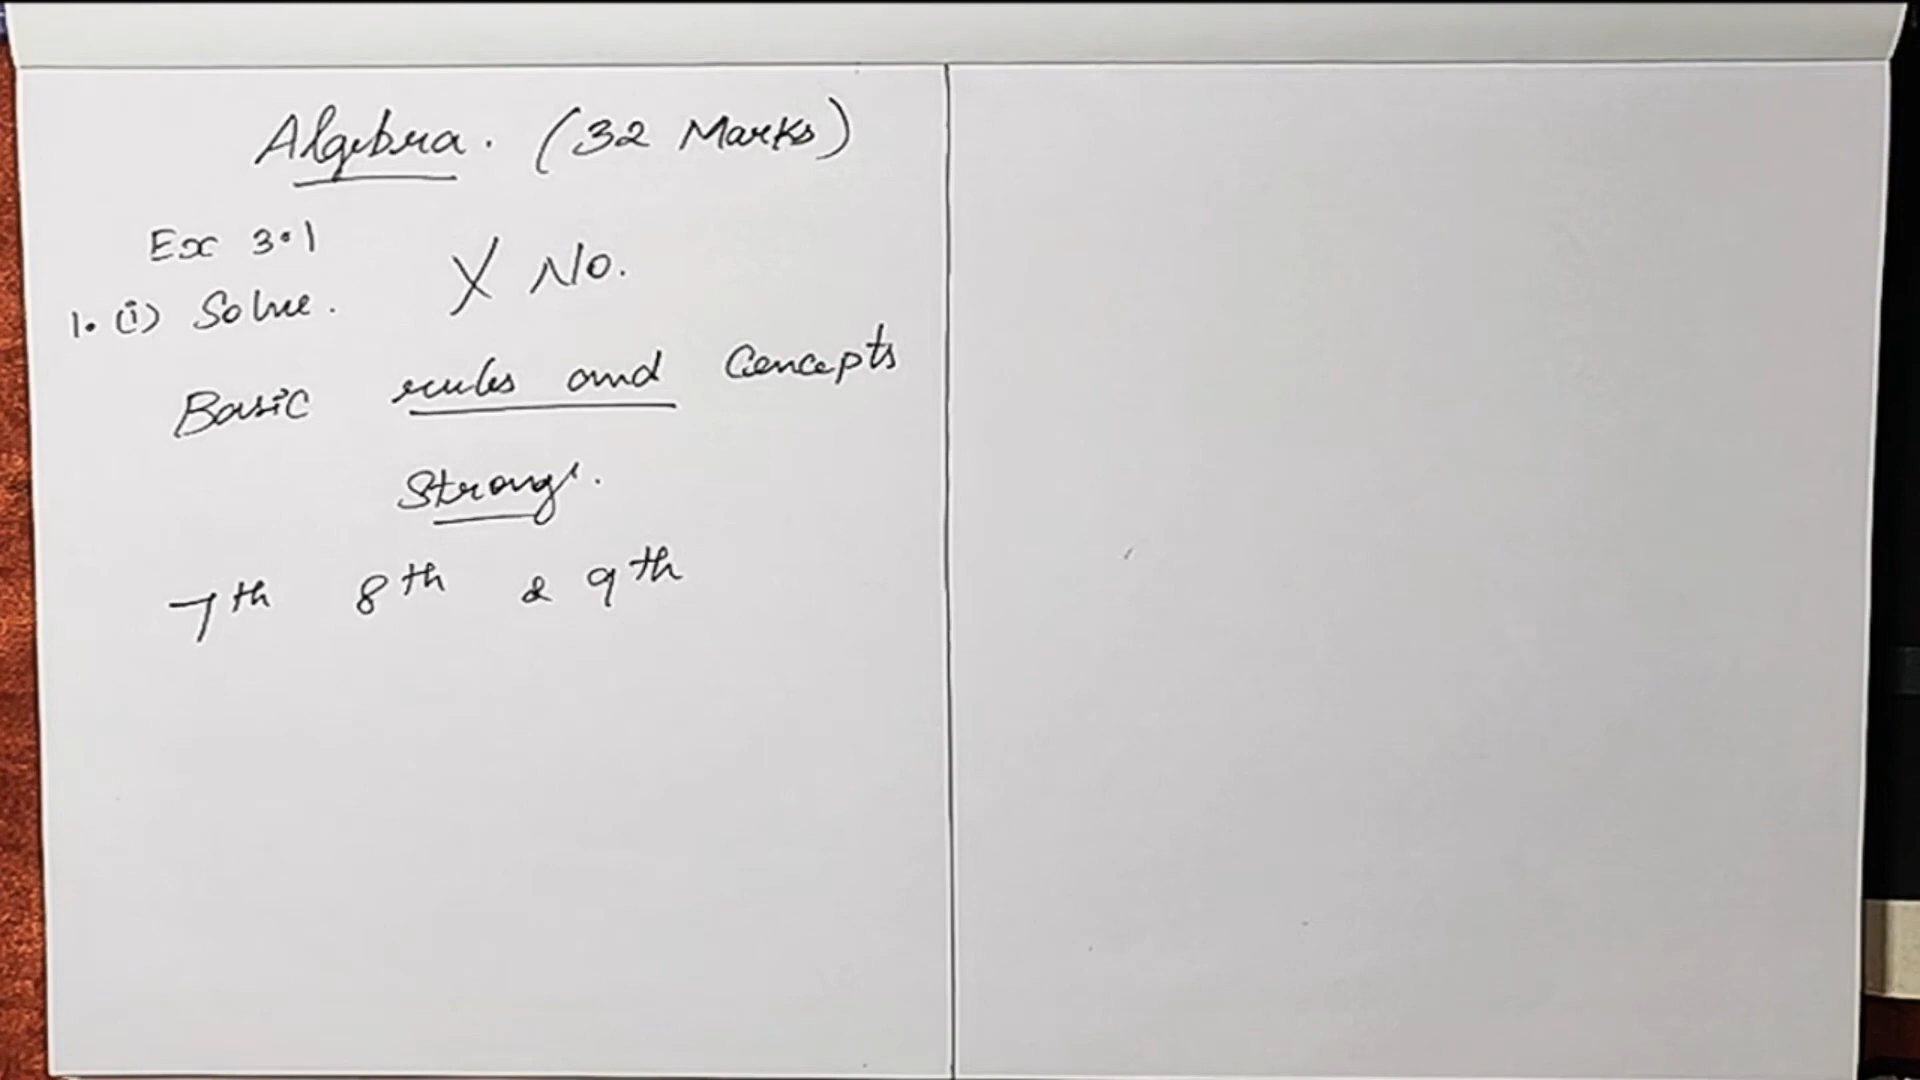 Algebra. (32 Marks)
Ex 3.1
X No.
1. (i) Solve.
Basic rules and Concepts
Strong.
7th 8th & 9th